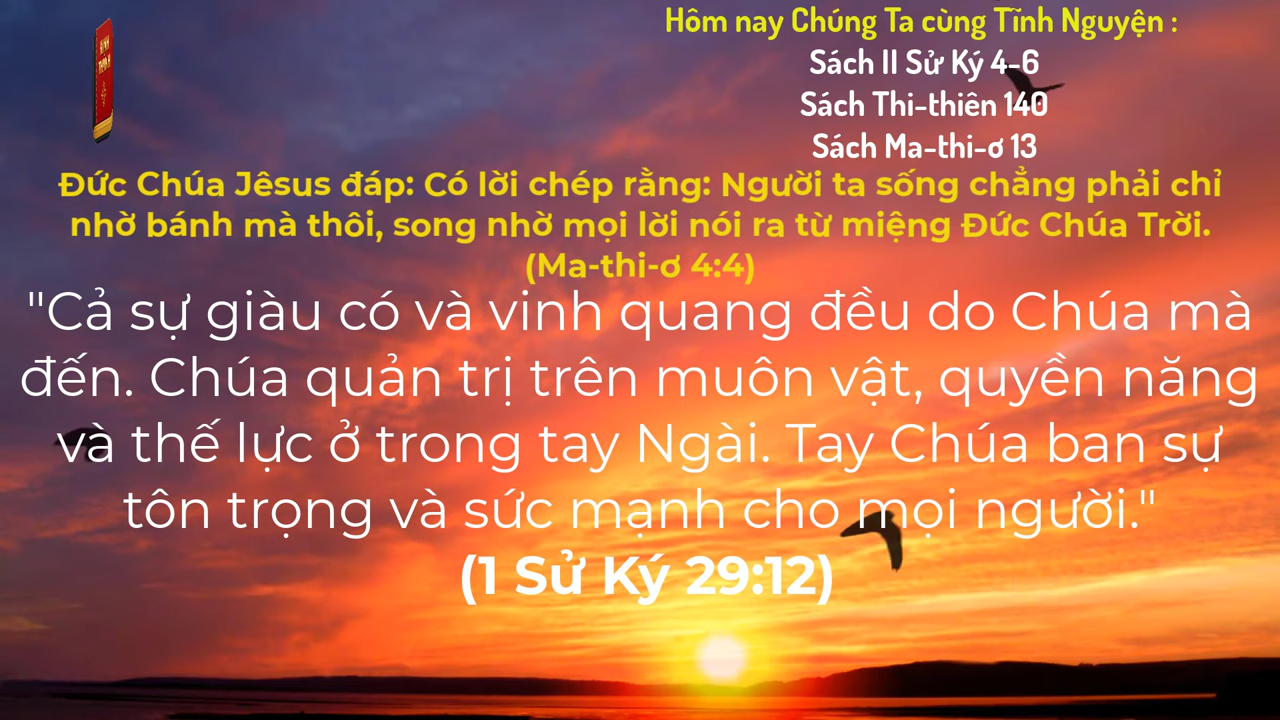 Hôm nay Chúng Ta cùng Tĩnh Nguyện :
Sách II Sử Ký 4-6
Sách Thi-thiên 140
Sách Ma-thi-ơ 13
Đức Chúa Jêsus đáp: Có lời chép rằng: Người ta sống chẳng phải chỉ
nhờ bánh mà thôi, song nhờ mọi lời nói ra từ miệng Đức Chúa Trời.
(Ma-thi-ơ 4:4)
"Cả sự giàu có và vinh quang đều do Chúa mà
đến. Chúa quản trị trên muôn vật, quyền năng
và thế lực ở trong tay Ngài. Tay Chúa ban sự
tôn trọng và sức mạnh cho mọi người."
(1 Sử Ký 29:12)